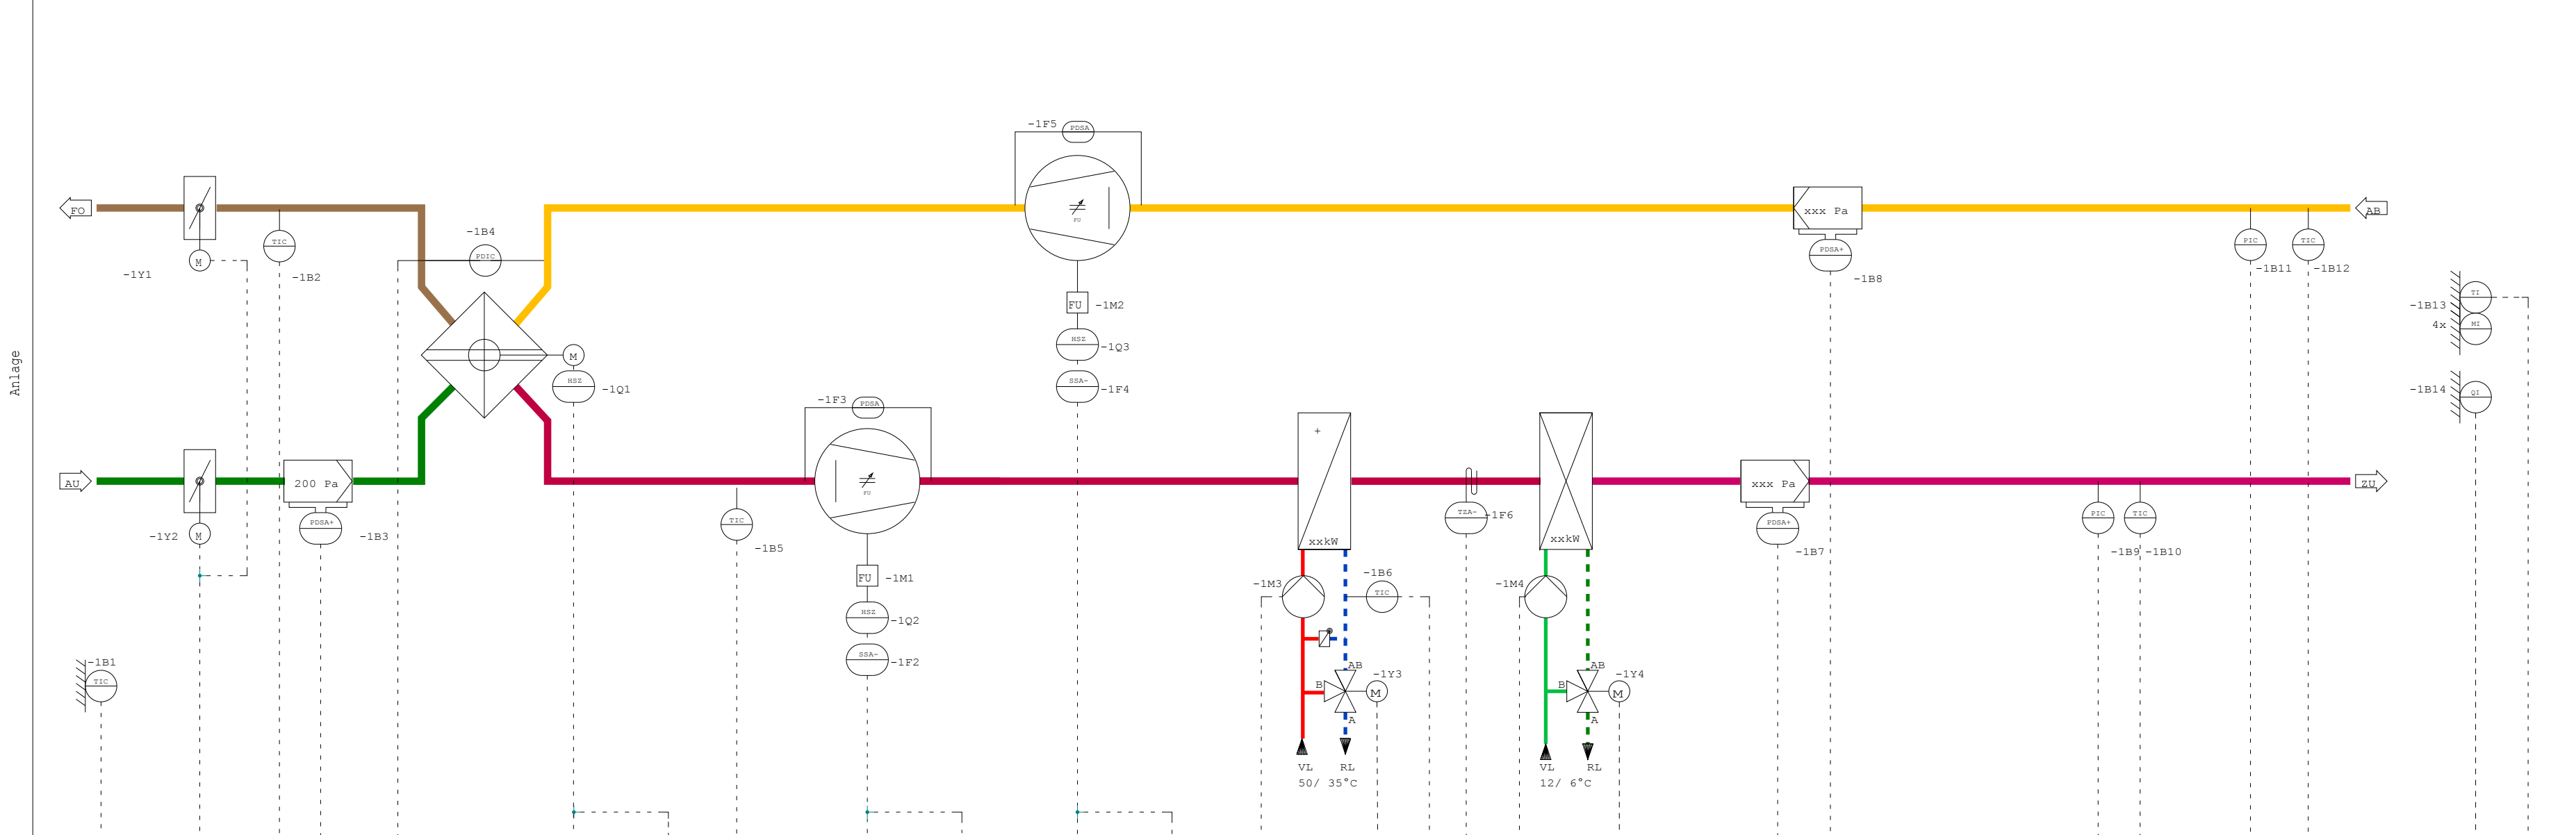 -1F5 PDSA
FO
xxx Pa
AB
TIC
-1B4
PDIC
FU
PIC
TIC
M
-1Y1
-1B2
PDSA+
-1B8
-1B11
-1B12
TI
-1B13
4x
MI
FU
-1M2
HSZ
-1Q3
M
HSZ
-1Q1
SSA-
-1F4
Anlage
-1B14
QI
-1F3
PDSA
+
AU
200 Pa
FU
xxx Pa
ZU
M
-1Y2
PDSA+
-1B3
TIC
-1B5
TZA-
-1F6
xxkW
xxkW
PDSA+
-1B7
PIC
TIC
-1B9
-1B10
FU
-1M1
-1M3
-1B6
TIC
-1M4
HSZ
-1Q2
SSA-
-1F2
-1B1
TIC
AB
B
M
-1Y3
A
AB
B
M
-1Y4
A
VL
RL
50/ 35°C
VL
RL
12/ 6°C